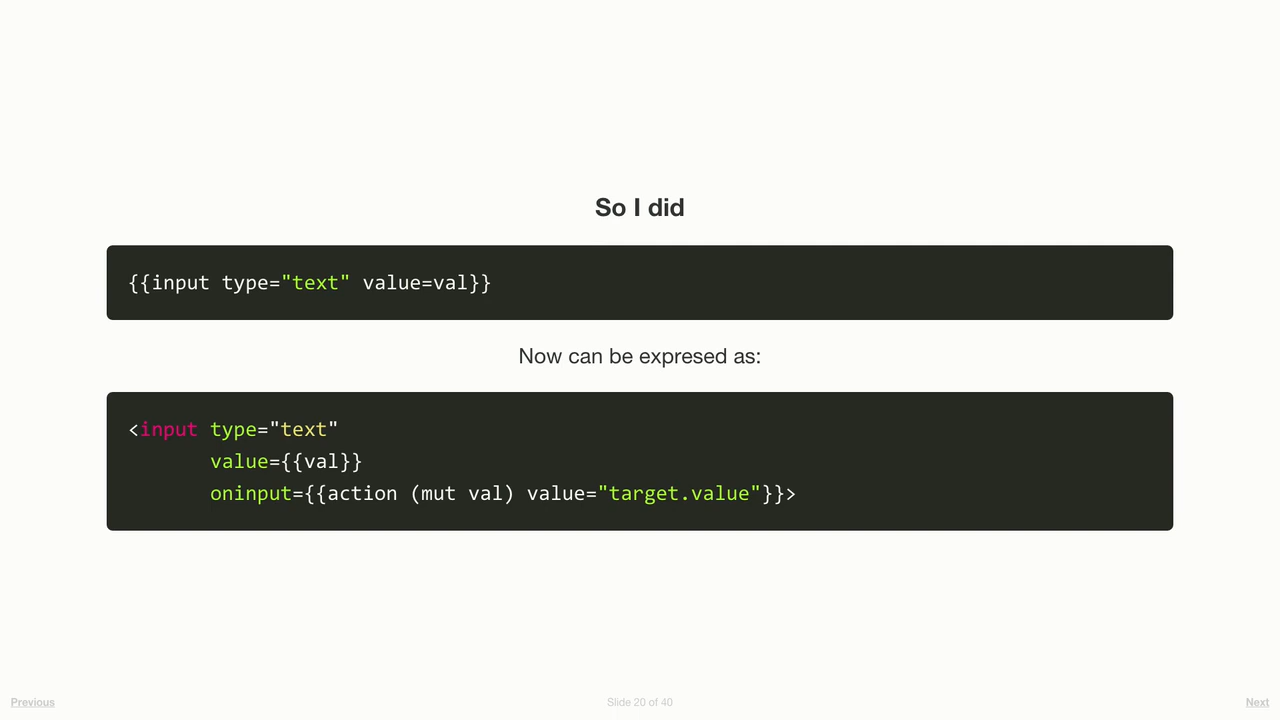 So I did
{{input type="text" value=val}}
Now can be expresed as:
<input type="text"
value={{val}}
oninput={{action (mut val) value="target.value"}}>
Previous
Slide 20 of 40
Next